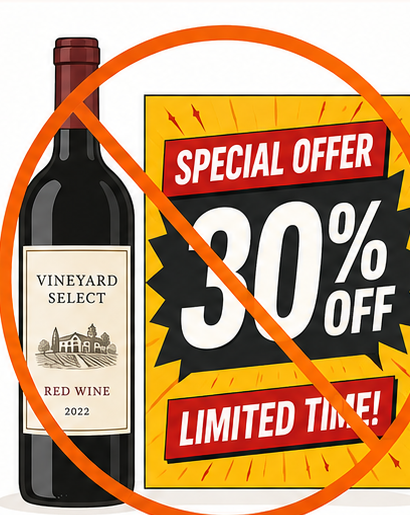 VINEYARD
SELECT
RED WINE
2022
SPECIAL OFFER
30%
OFF
LIMITED TIME!